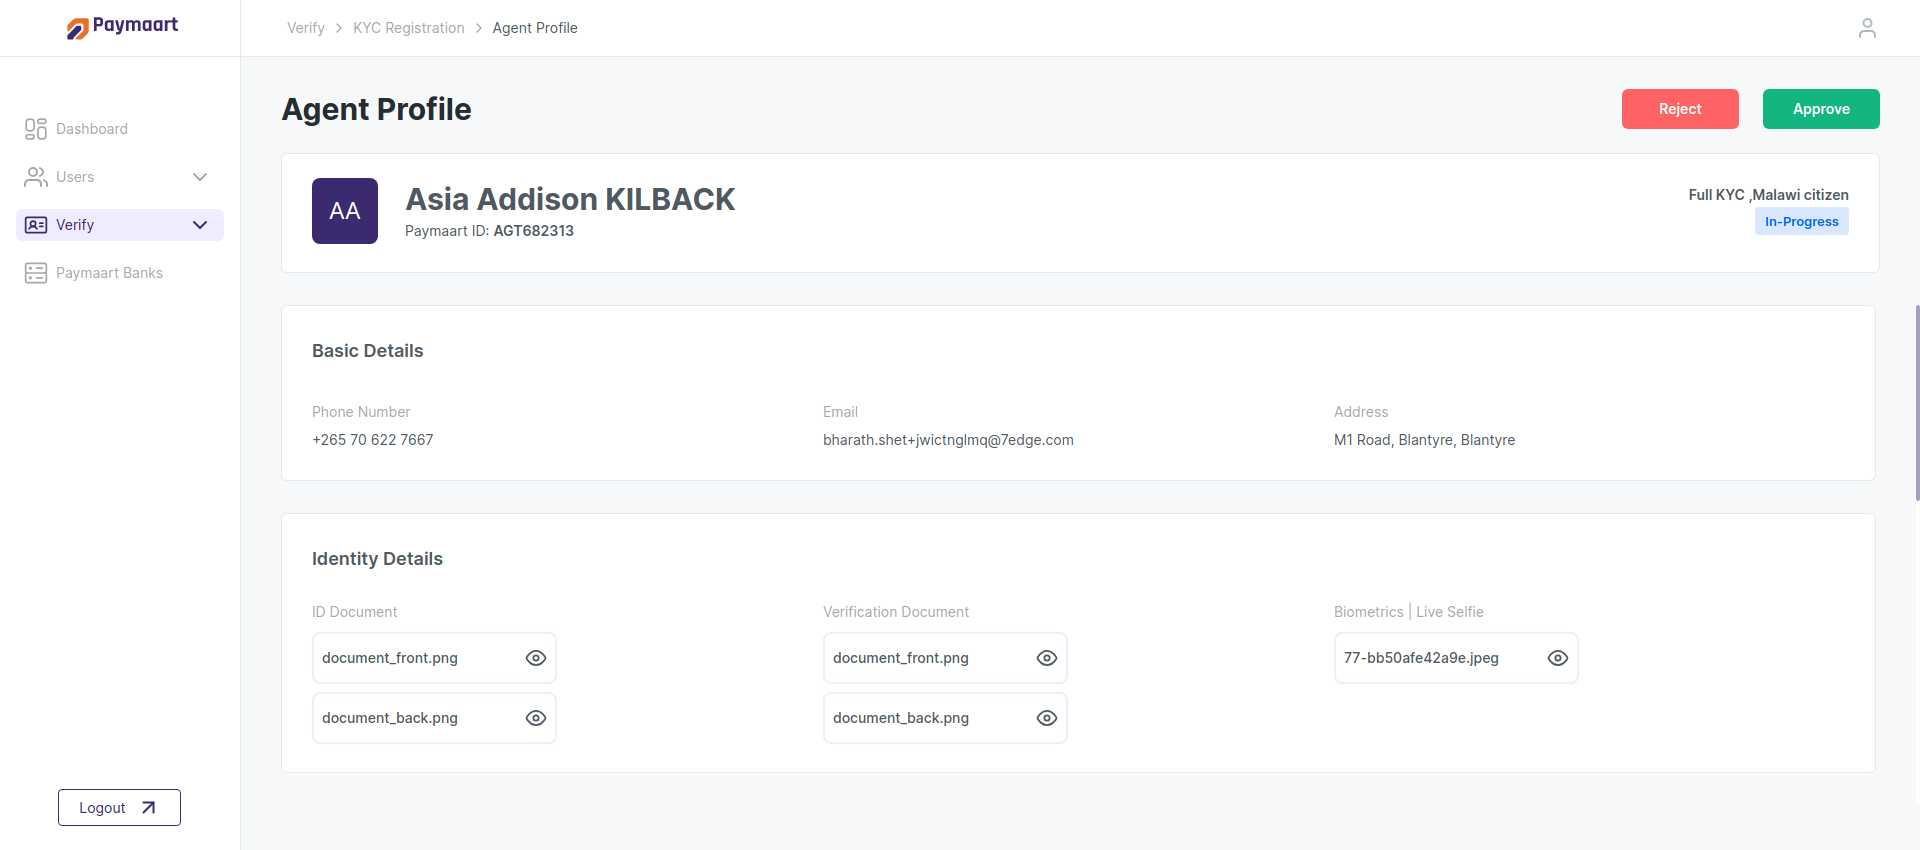 Paymaart
Verify > KYC Registration > Agent Profile
Dashboard
Users
Verify
Paymaart Banks
Logout
Agent Profile
Reject
Approve
AA
Asia Addison KILBACK
Paymaart ID: AGT682313
Full KYC ,Malawi citizen
In-Progress
Basic Details
Phone Number
+265 70 622 7667
Email
bharath.shet+jwictnglmq@7edge.com
Address
M1 Road, Blantyre, Blantyre
Identity Details
ID Document
document_front.png
document_back.png
Verification Document
document_front.png
document_back.png
Biometrics | Live Selfie
77-bb50afe42a9e.jpeg